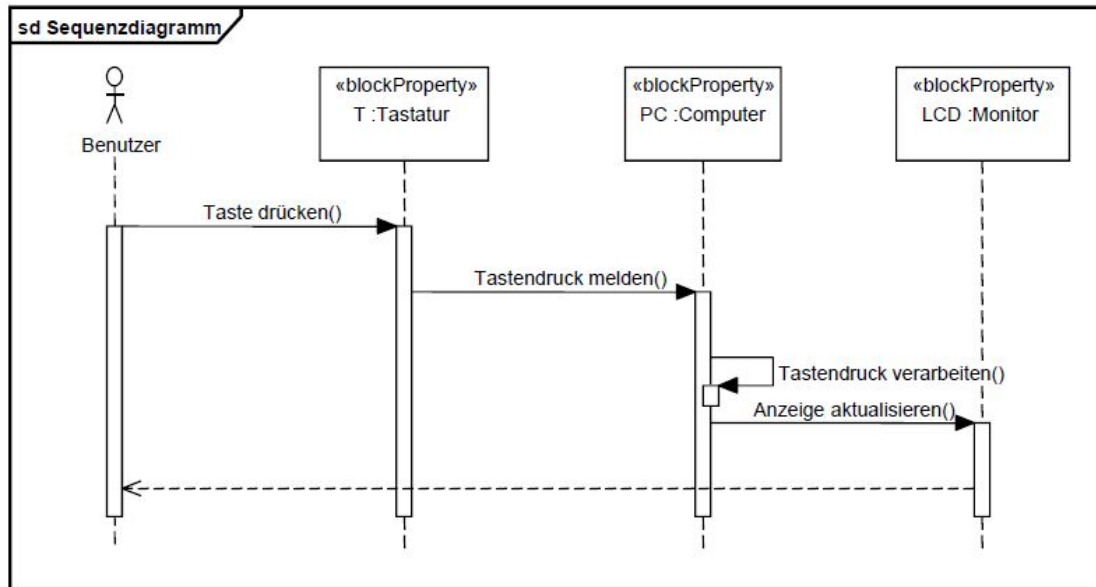 sd Sequenzdiagramm
Benutzer
«blockProperty»
T :Tastatur
«blockProperty»
PC :Computer
«blockProperty»
LCD :Monitor
Taste drücken()
Tastendruck melden()
Tastendruck verarbeiten()
Anzeige aktualisieren()